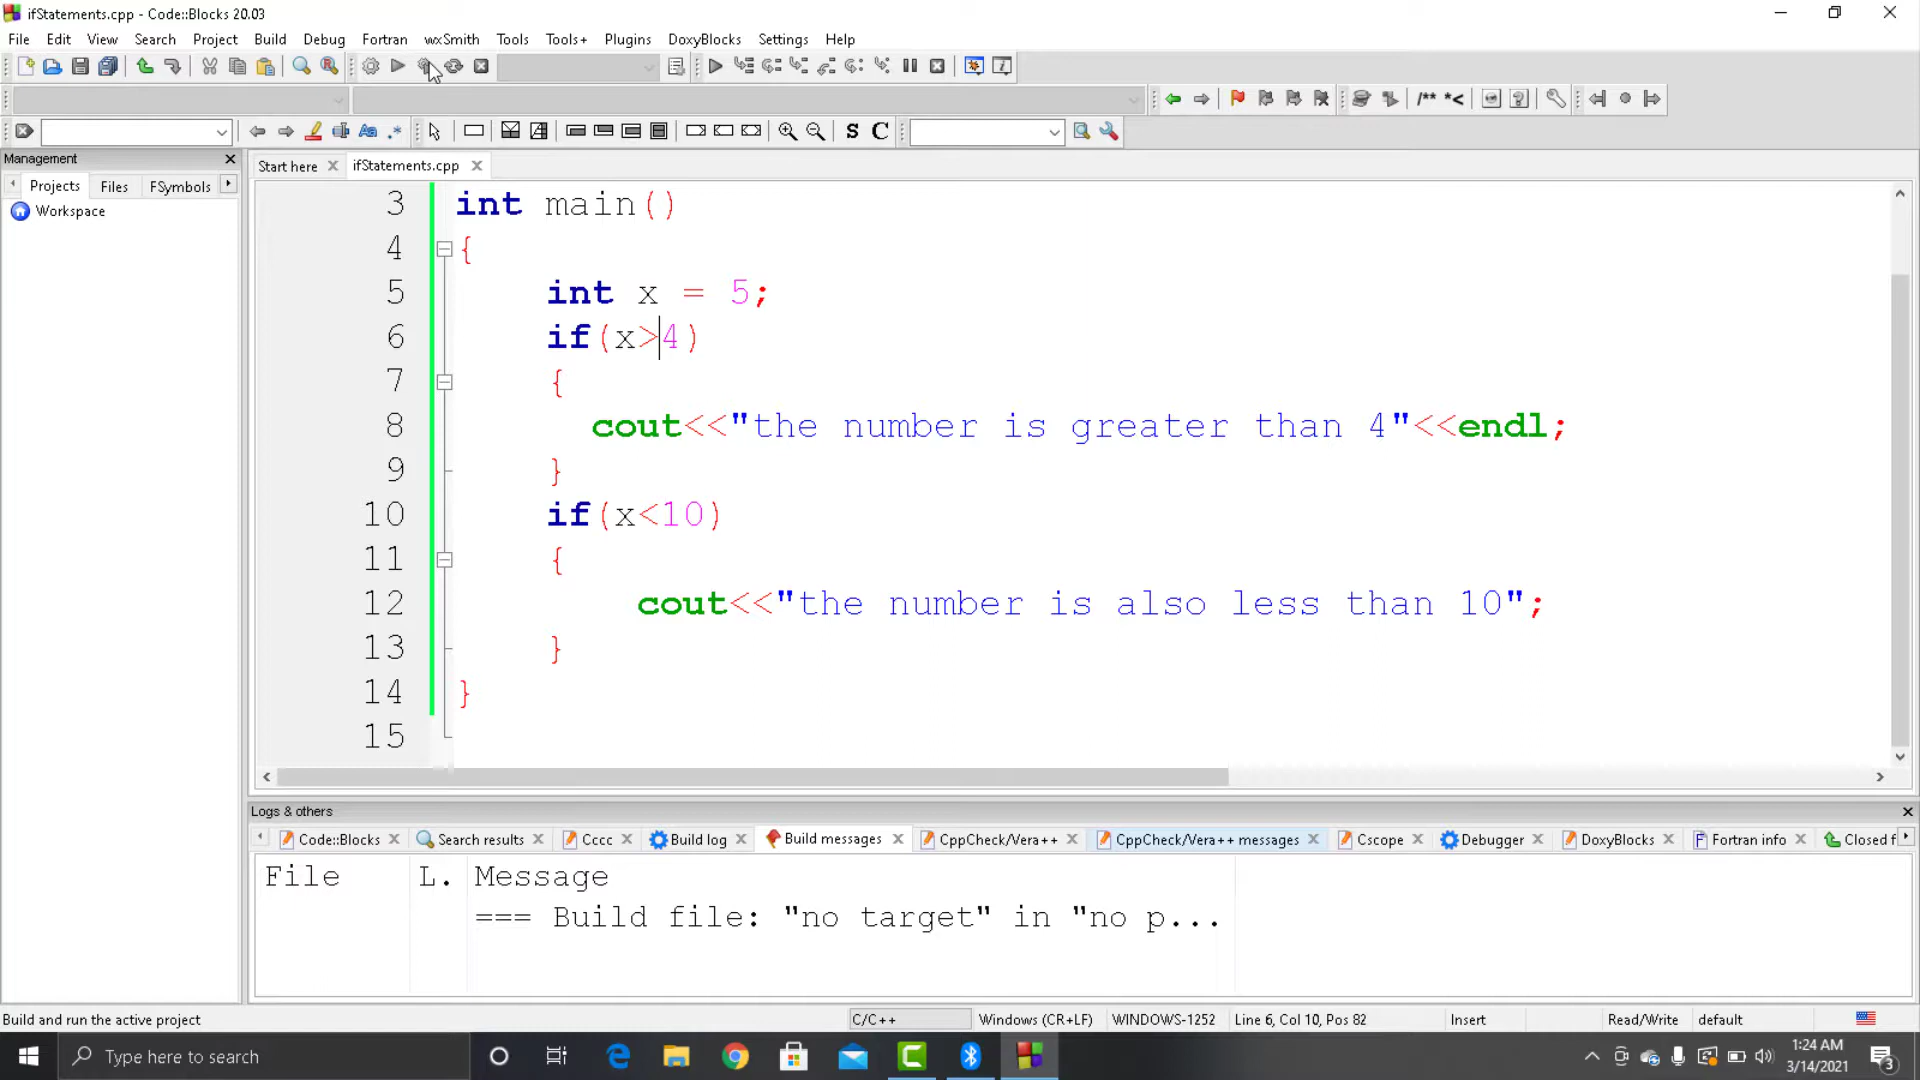 ifStatements.cpp - Code::Blocks 20.03
File Edit View Search Project Build Debug Fortran wxSmith Tools Tools+ Plugins DoxyBlocks Settings Help
/** *<
Aa .*
S C
Management
Projects Files FSymbols
Workspace
Start here ifStatements.cpp
3 int main()
4 {
5 int x = 5;
6 if(x>4)
7 {
8 cout<<"the number is greater than 4"<<endl;
9 }
10 if(x<10)
11 {
12 cout<<"the number is also less than 10";
13 }
14 }
15
Logs & others
Code::Blocks Search results Cccc Build log Build messages CppCheck/Vera++ CppCheck/Vera++ messages Cscope Debugger DoxyBlocks Fortran info Closed f
File L. Message
=== Build file: "no target" in "no p...
Build and run the active project C/C++ Windows (CR+LF) WINDOWS-1252 Line 6, Col 10, Pos 82 Insert Read/Write default
Type here to search
1:24 AM
3/14/2021
3